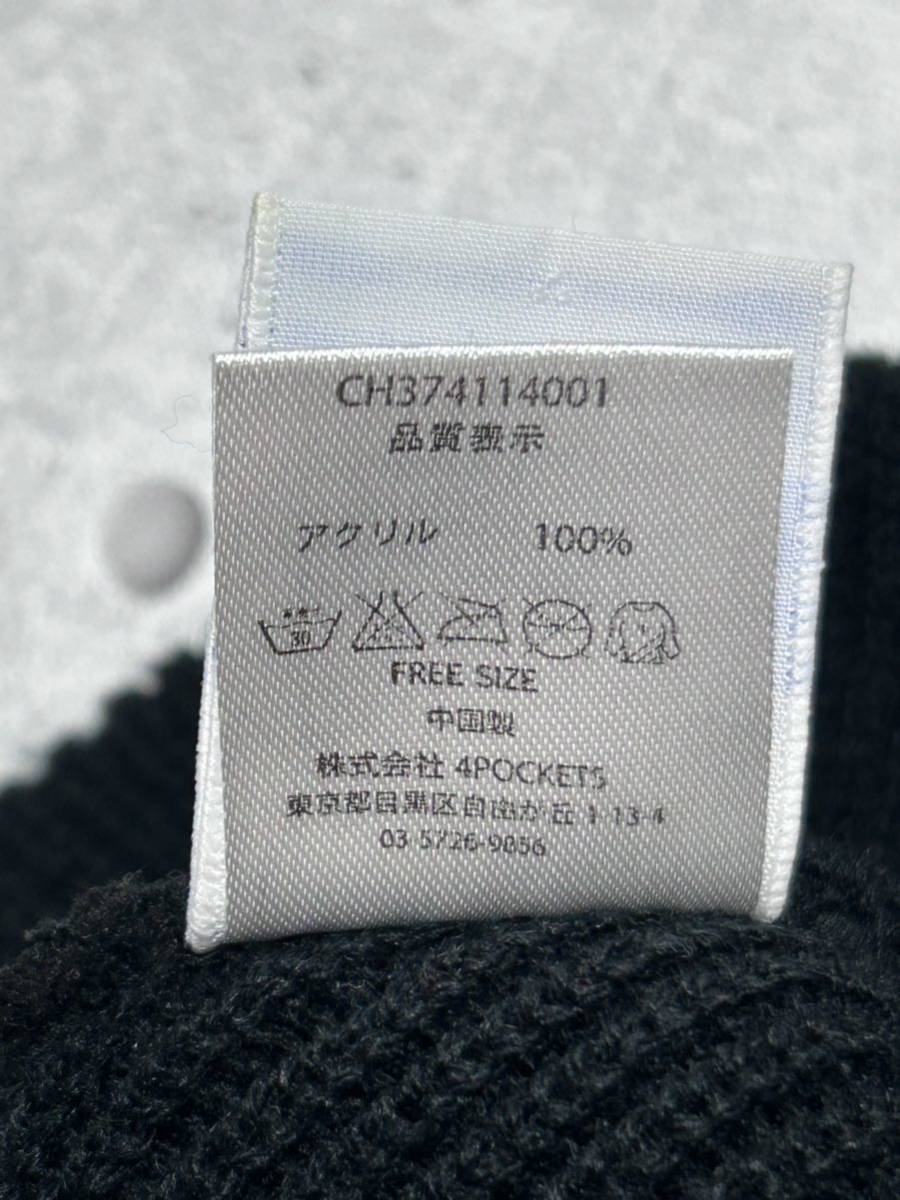 CH374114001
品質表示
アクリル 100%
30
FREE SIZE
中国製
株式会社 4POCKETS
東京都目黒区自由が丘 1-13-4
03-5726-9856